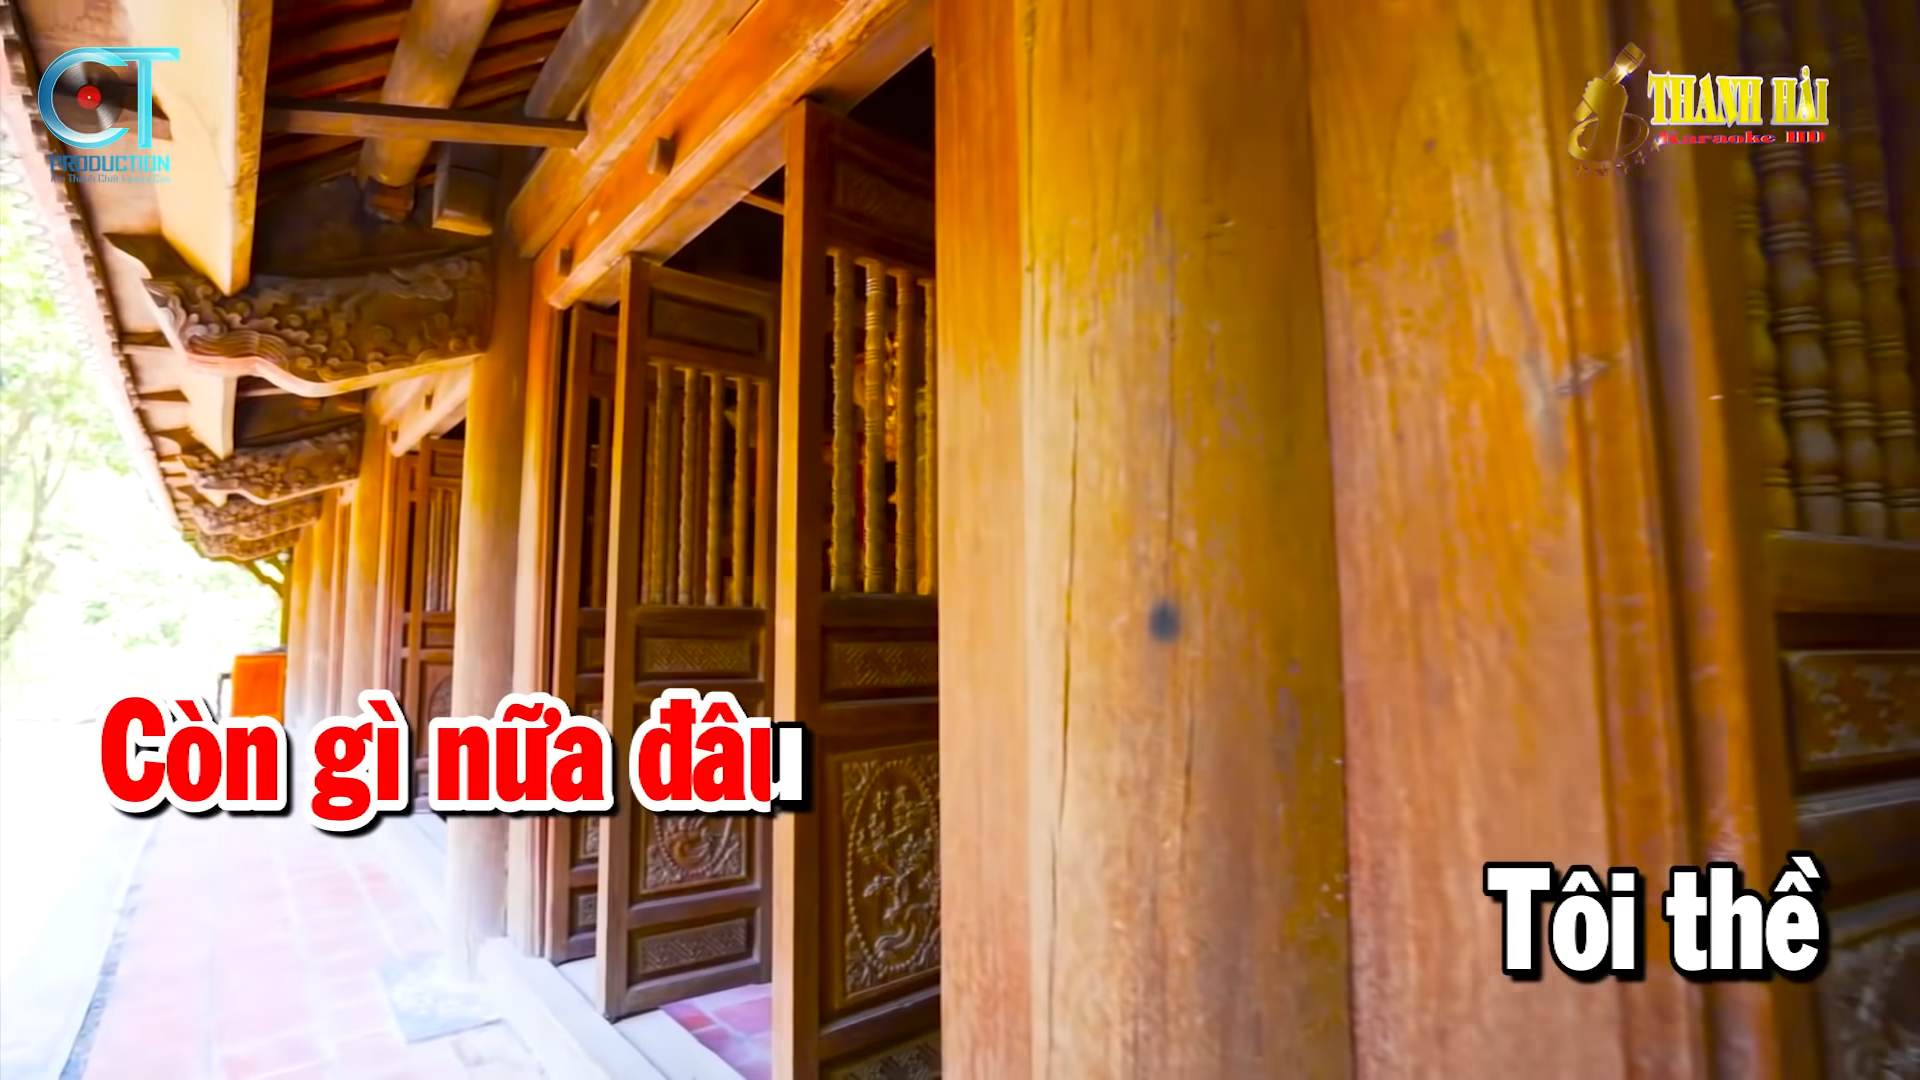 CT
PRODUCTION
THANH HẢI
Karaoke HD
Còn gì nữa đâu
Tôi thề